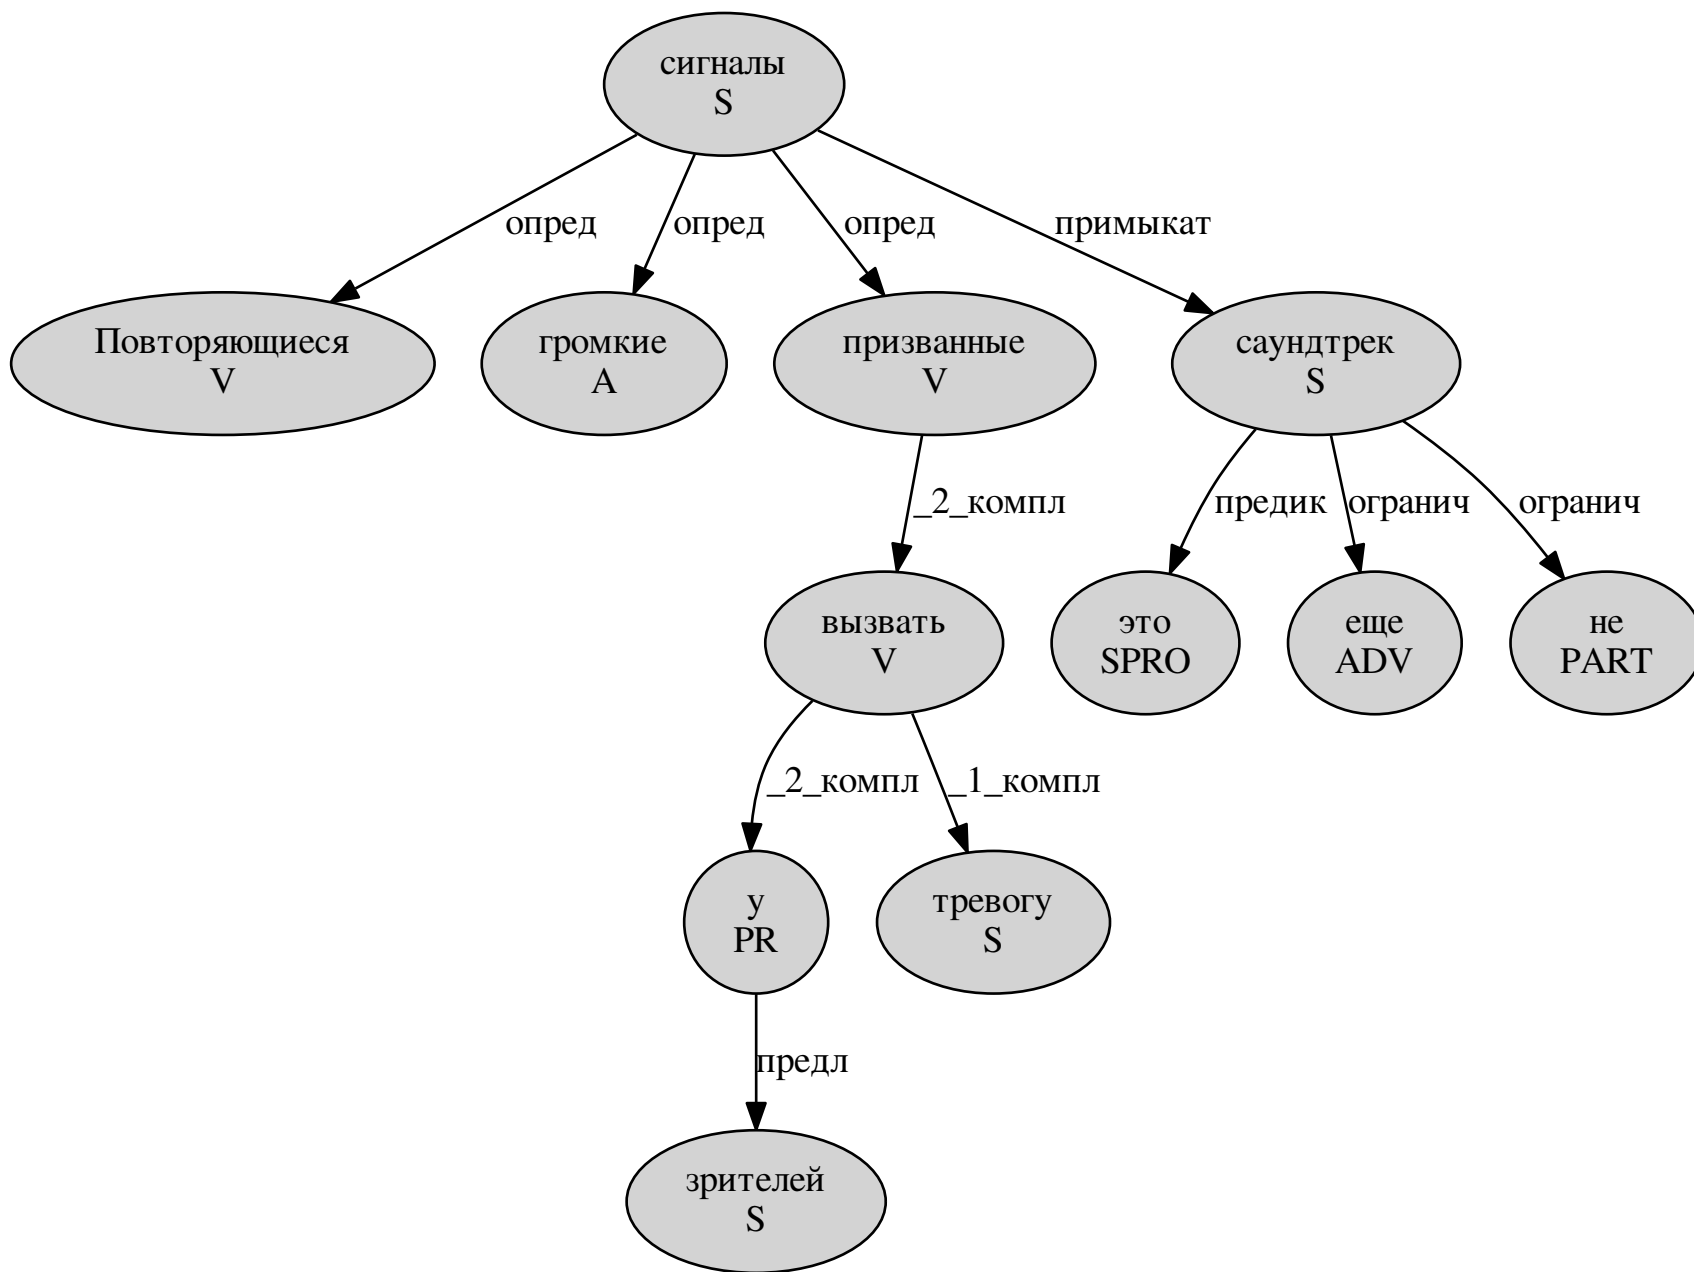 сигналы
S
опред
опред
опред
примыкат
Повторяющиеся
V
громкие
A
призванные
V
саундтрек
S
_2_компл
предик
огранич
огранич
вызвать
V
это
SPRO
еще
ADV
не
PART
_2_компл
_1_компл
у
PR
тревогу
S
предл
зрителей
S